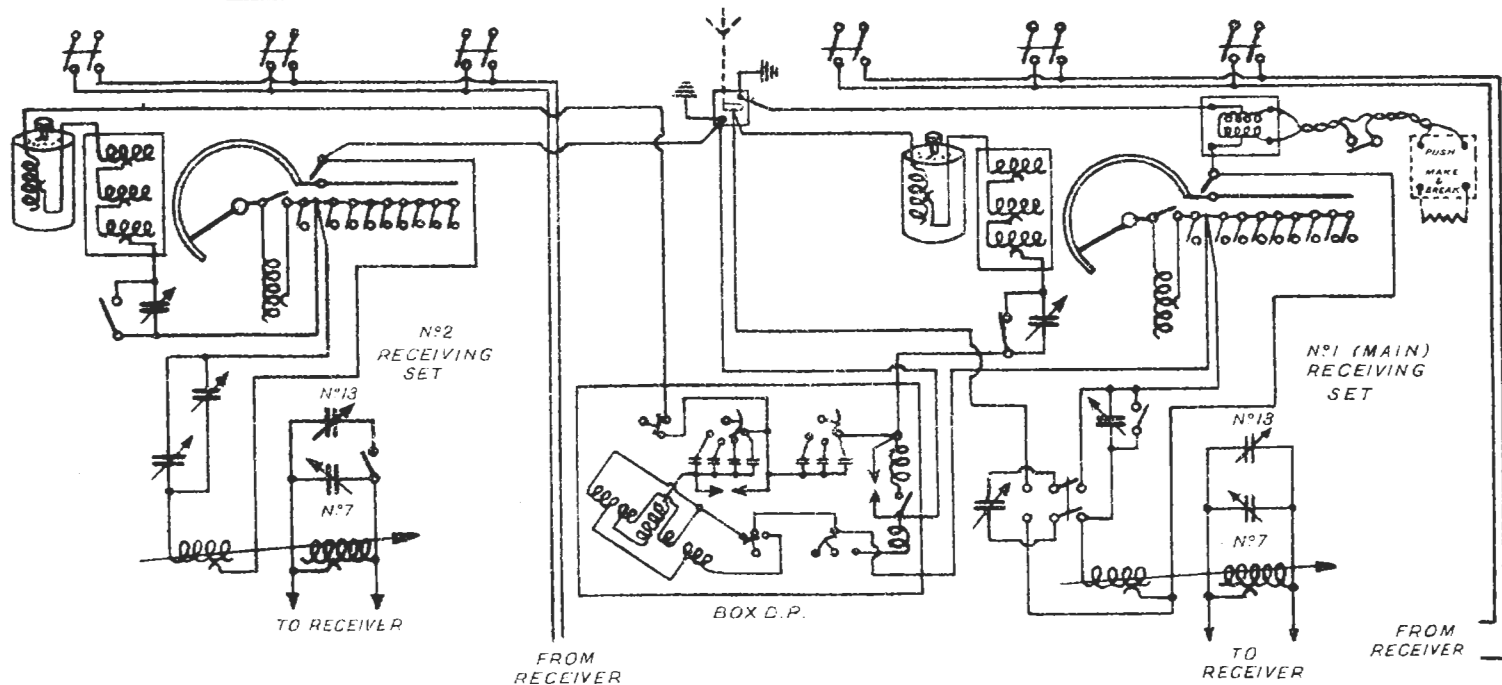 PUSH
MAKE
&
BREAK
Nº2
RECEIVING
SET
Nº13
Nº7
TO RECEIVER
FROM
RECEIVER
BOX D.P.
Nº1 (MAIN)
RECEIVING
SET
Nº13
Nº7
TO
RECEIVER
FROM
RECEIVER